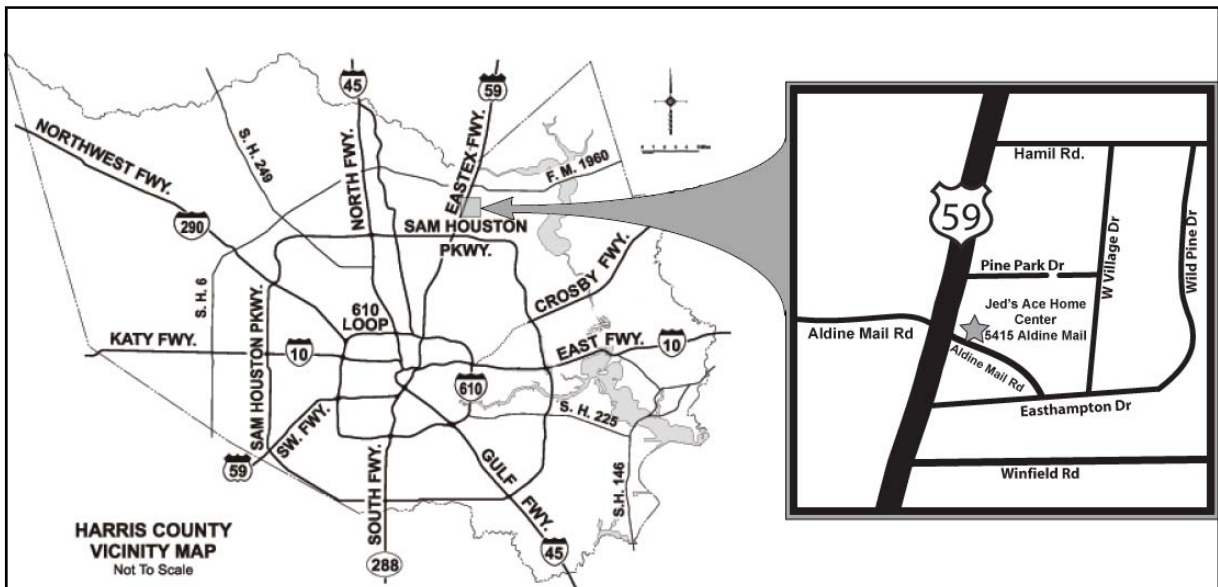 45
59
NORTHWEST FWY.
S. H. 249
NORTH FWY.
EASTEX FWY.
F. M. 1960
290
SAM HOUSTON
PKWY.
S. H. 6
CROSBY FWY.
610
LOOP
KATY FWY.
10
EAST FWY.
10
SAM HOUSTON PKWY.
610
S. H. 225
SW. FWY.
59
SOUTH FWY.
GULF FWY.
S.H. 146
45
288
HARRIS COUNTY
VICINITY MAP
Not To Scale
Hamil Rd.
59
W Village Dr
Wild Pine Dr
Pine Park Dr
Jed's Ace Home
Center
5415 Aldine Mail
Aldine Mail Rd
Aldine Mail Rd
Easthampton Dr
Winfield Rd